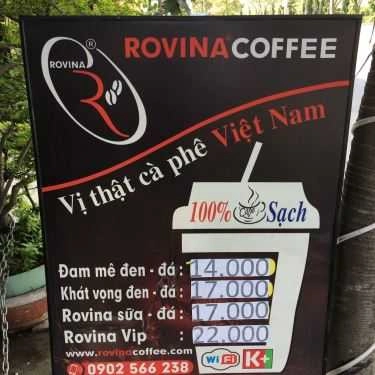 ROVINA
®
R
ROVINA® COFFEE
Vị thật cà phê Việt Nam
100% CAFE Sạch
Đam mê đen - đá : 14.000
Khát vọng đen - đá : 17.000
Rovina sữa - đá : 17.000
Rovina Vip : 22.000
www.rovinacoffee.com
0902 566 238
WiFi
K+